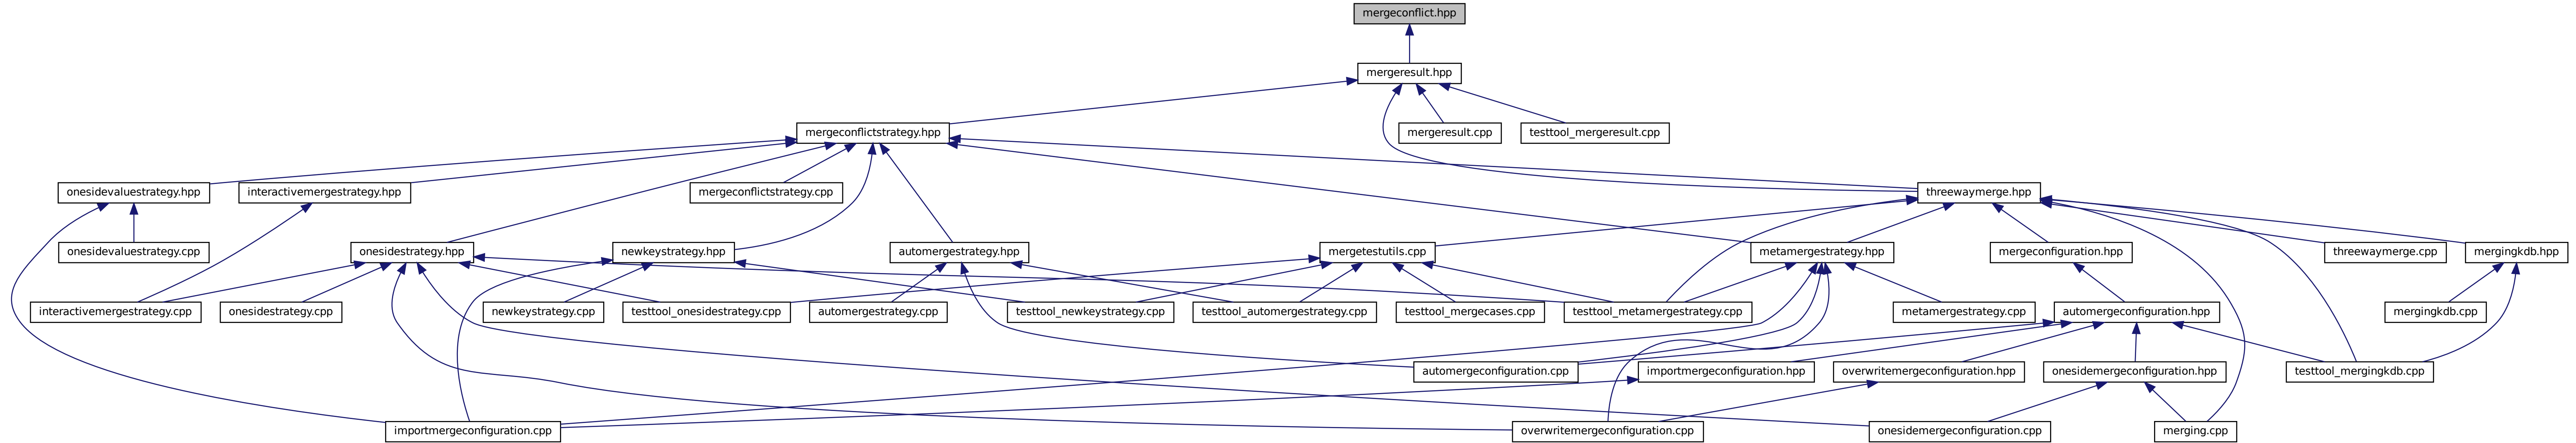 mergeconflict.hpp
mergeresult.hpp
mergeconflictstrategy.hpp
mergeresult.cpp
testtool_mergeresult.cpp
onesidevaluestrategy.hpp
interactivemergestrategy.hpp
mergeconflictstrategy.cpp
threewaymerge.hpp
onesidevaluestrategy.cpp
onesidestrategy.hpp
newkeystrategy.hpp
automergestrategy.hpp
mergetestutils.cpp
metamergestrategy.hpp
mergeconfiguration.hpp
threewaymerge.cpp
mergingkdb.hpp
interactivemergestrategy.cpp
onesidestrategy.cpp
newkeystrategy.cpp
testtool_onesidestrategy.cpp
automergestrategy.cpp
testtool_newkeystrategy.cpp
testtool_automergestrategy.cpp
testtool_mergecases.cpp
testtool_metamergestrategy.cpp
metamergestrategy.cpp
automergeconfiguration.hpp
mergingkdb.cpp
automergeconfiguration.cpp
importmergeconfiguration.hpp
overwritemergeconfiguration.hpp
onesidemergeconfiguration.hpp
testtool_mergingkdb.cpp
importmergeconfiguration.cpp
overwritemergeconfiguration.cpp
onesidemergeconfiguration.cpp
merging.cpp